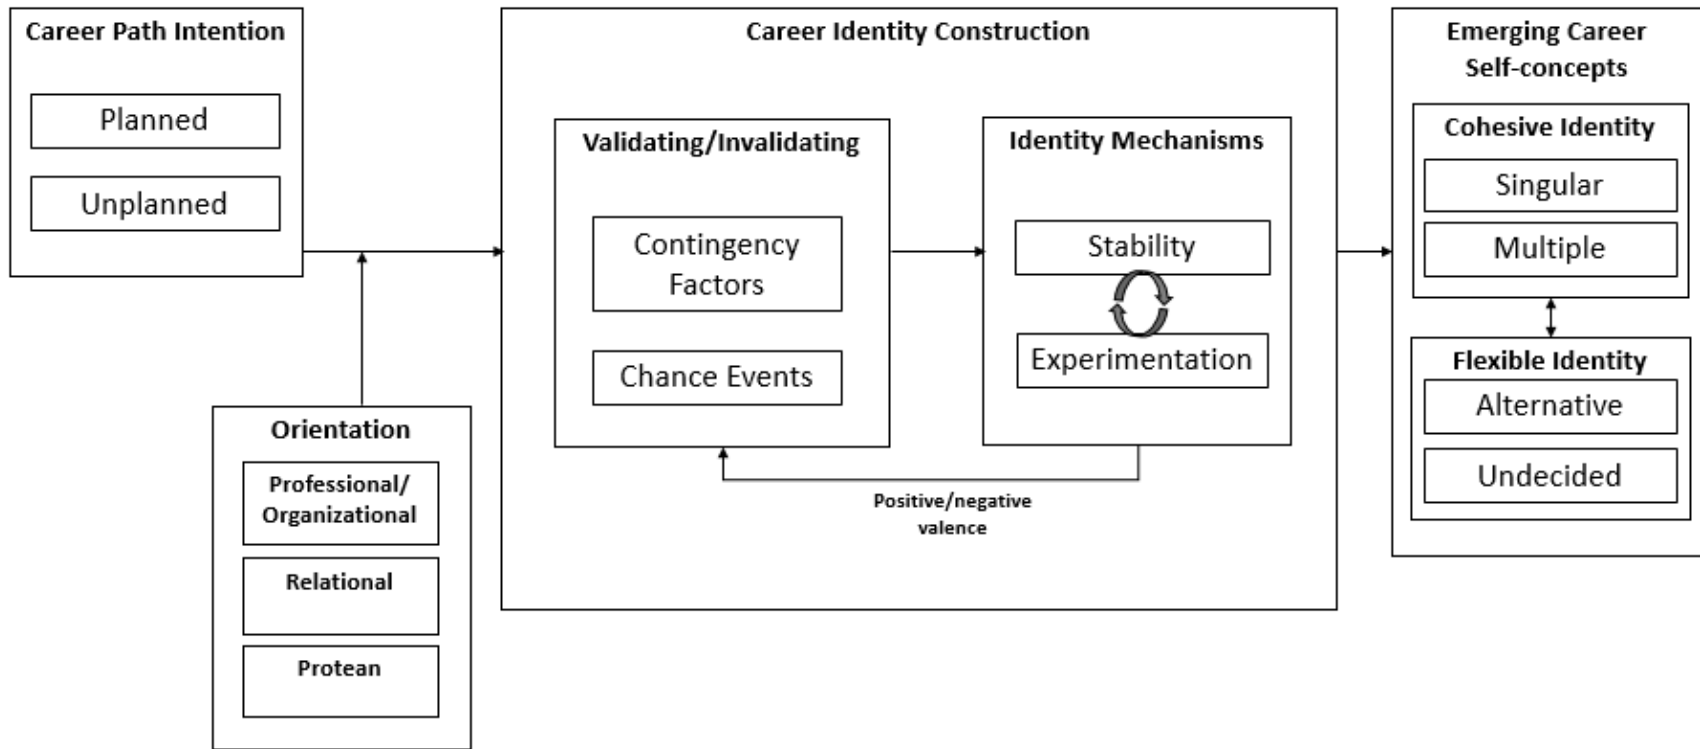 Career Path Intention
Planned
Unplanned
Orientation
Professional/
Organizational
Relational
Protean
Career Identity Construction
Validating/Invalidating
Contingency
Factors
Chance Events
Identity Mechanisms
Stability
Experimentation
Positive/negative
valence
Emerging Career
Self-concepts
Cohesive Identity
Singular
Multiple
Flexible Identity
Alternative
Undecided